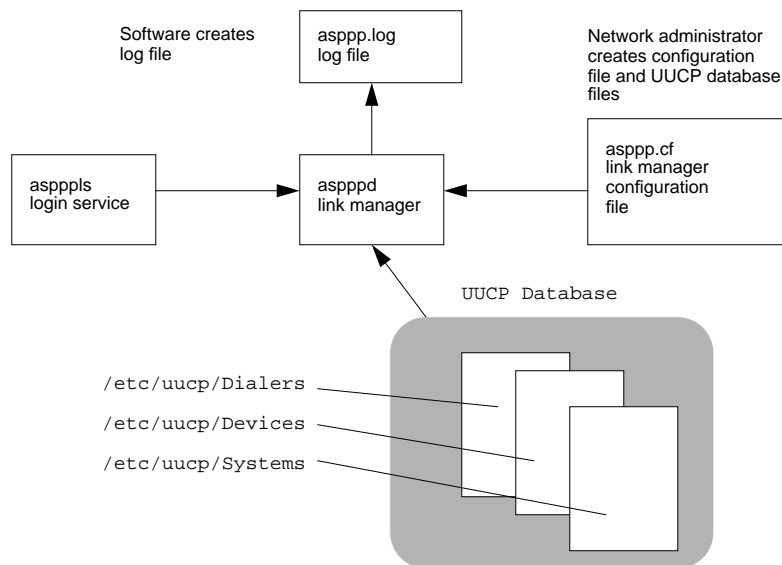 Software creates
log file
asppp.log
log file
Network administrator
creates configuration
file and UUCP database
files
aspppls
login service
aspppd
link manager
asppp.cf
link manager
configuration
file
UUCP Database
/etc/uucp/Dialers
/etc/uucp/Devices
/etc/uucp/Systems